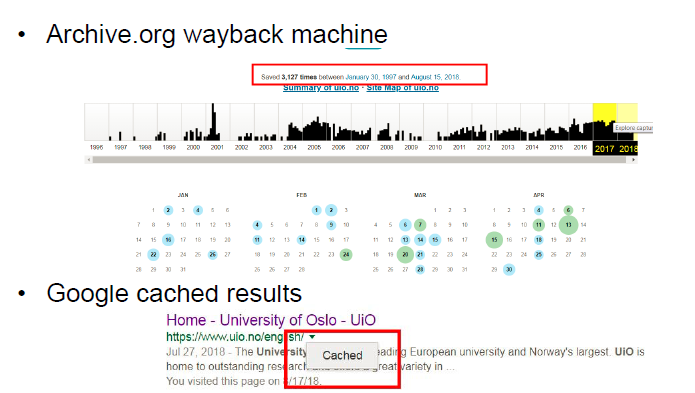 • Archive.org wayback machine
Saved 3,127 times between January 30, 1997 and August 15, 2018.
Summary of uio.no · Site Map of uio.no
Explore captur
1996 1997 1998 1999 2000 2001 2002 2003 2004 2005 2006 2007 2008 2009 2010 2011 2012 2013 2014 2015 2016 2017 2018
JAN FEB MAR APR
1 2 3 4 5 6 1 2 3 1 2 3 1 2 3 4 5 6 7
7 8 9 10 11 12 13 4 5 6 7 8 9 10 4 5 6 7 8 9 10 8 9 10 11 12 13 14
14 15 16 17 18 19 20 11 12 13 14 15 16 17 11 12 13 14 15 16 17 15 16 17 18 19 20 21
21 22 23 24 25 26 27 18 19 20 21 22 23 24 18 19 20 21 22 23 24 22 23 24 25 26 27 28
28 29 30 31 25 26 27 28 25 26 27 28 29 30 31 29 30
• Google cached results
Home - University of Oslo - UiO
https://www.uio.no/english/
Cached
Jul 27, 2018 - The University eading European university and Norway's largest. UiO is
home to outstanding research and offers a great variety in ...
You visited this page on /17/18.